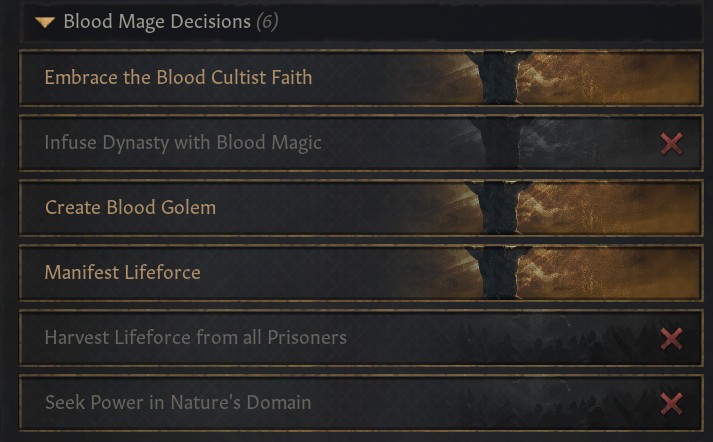 Blood Mage Decisions (6)
Embrace the Blood Cultist Faith
Infuse Dynasty with Blood Magic
Create Blood Golem
Manifest Lifeforce
Harvest Lifeforce from all Prisoners
Seek Power in Nature's Domain